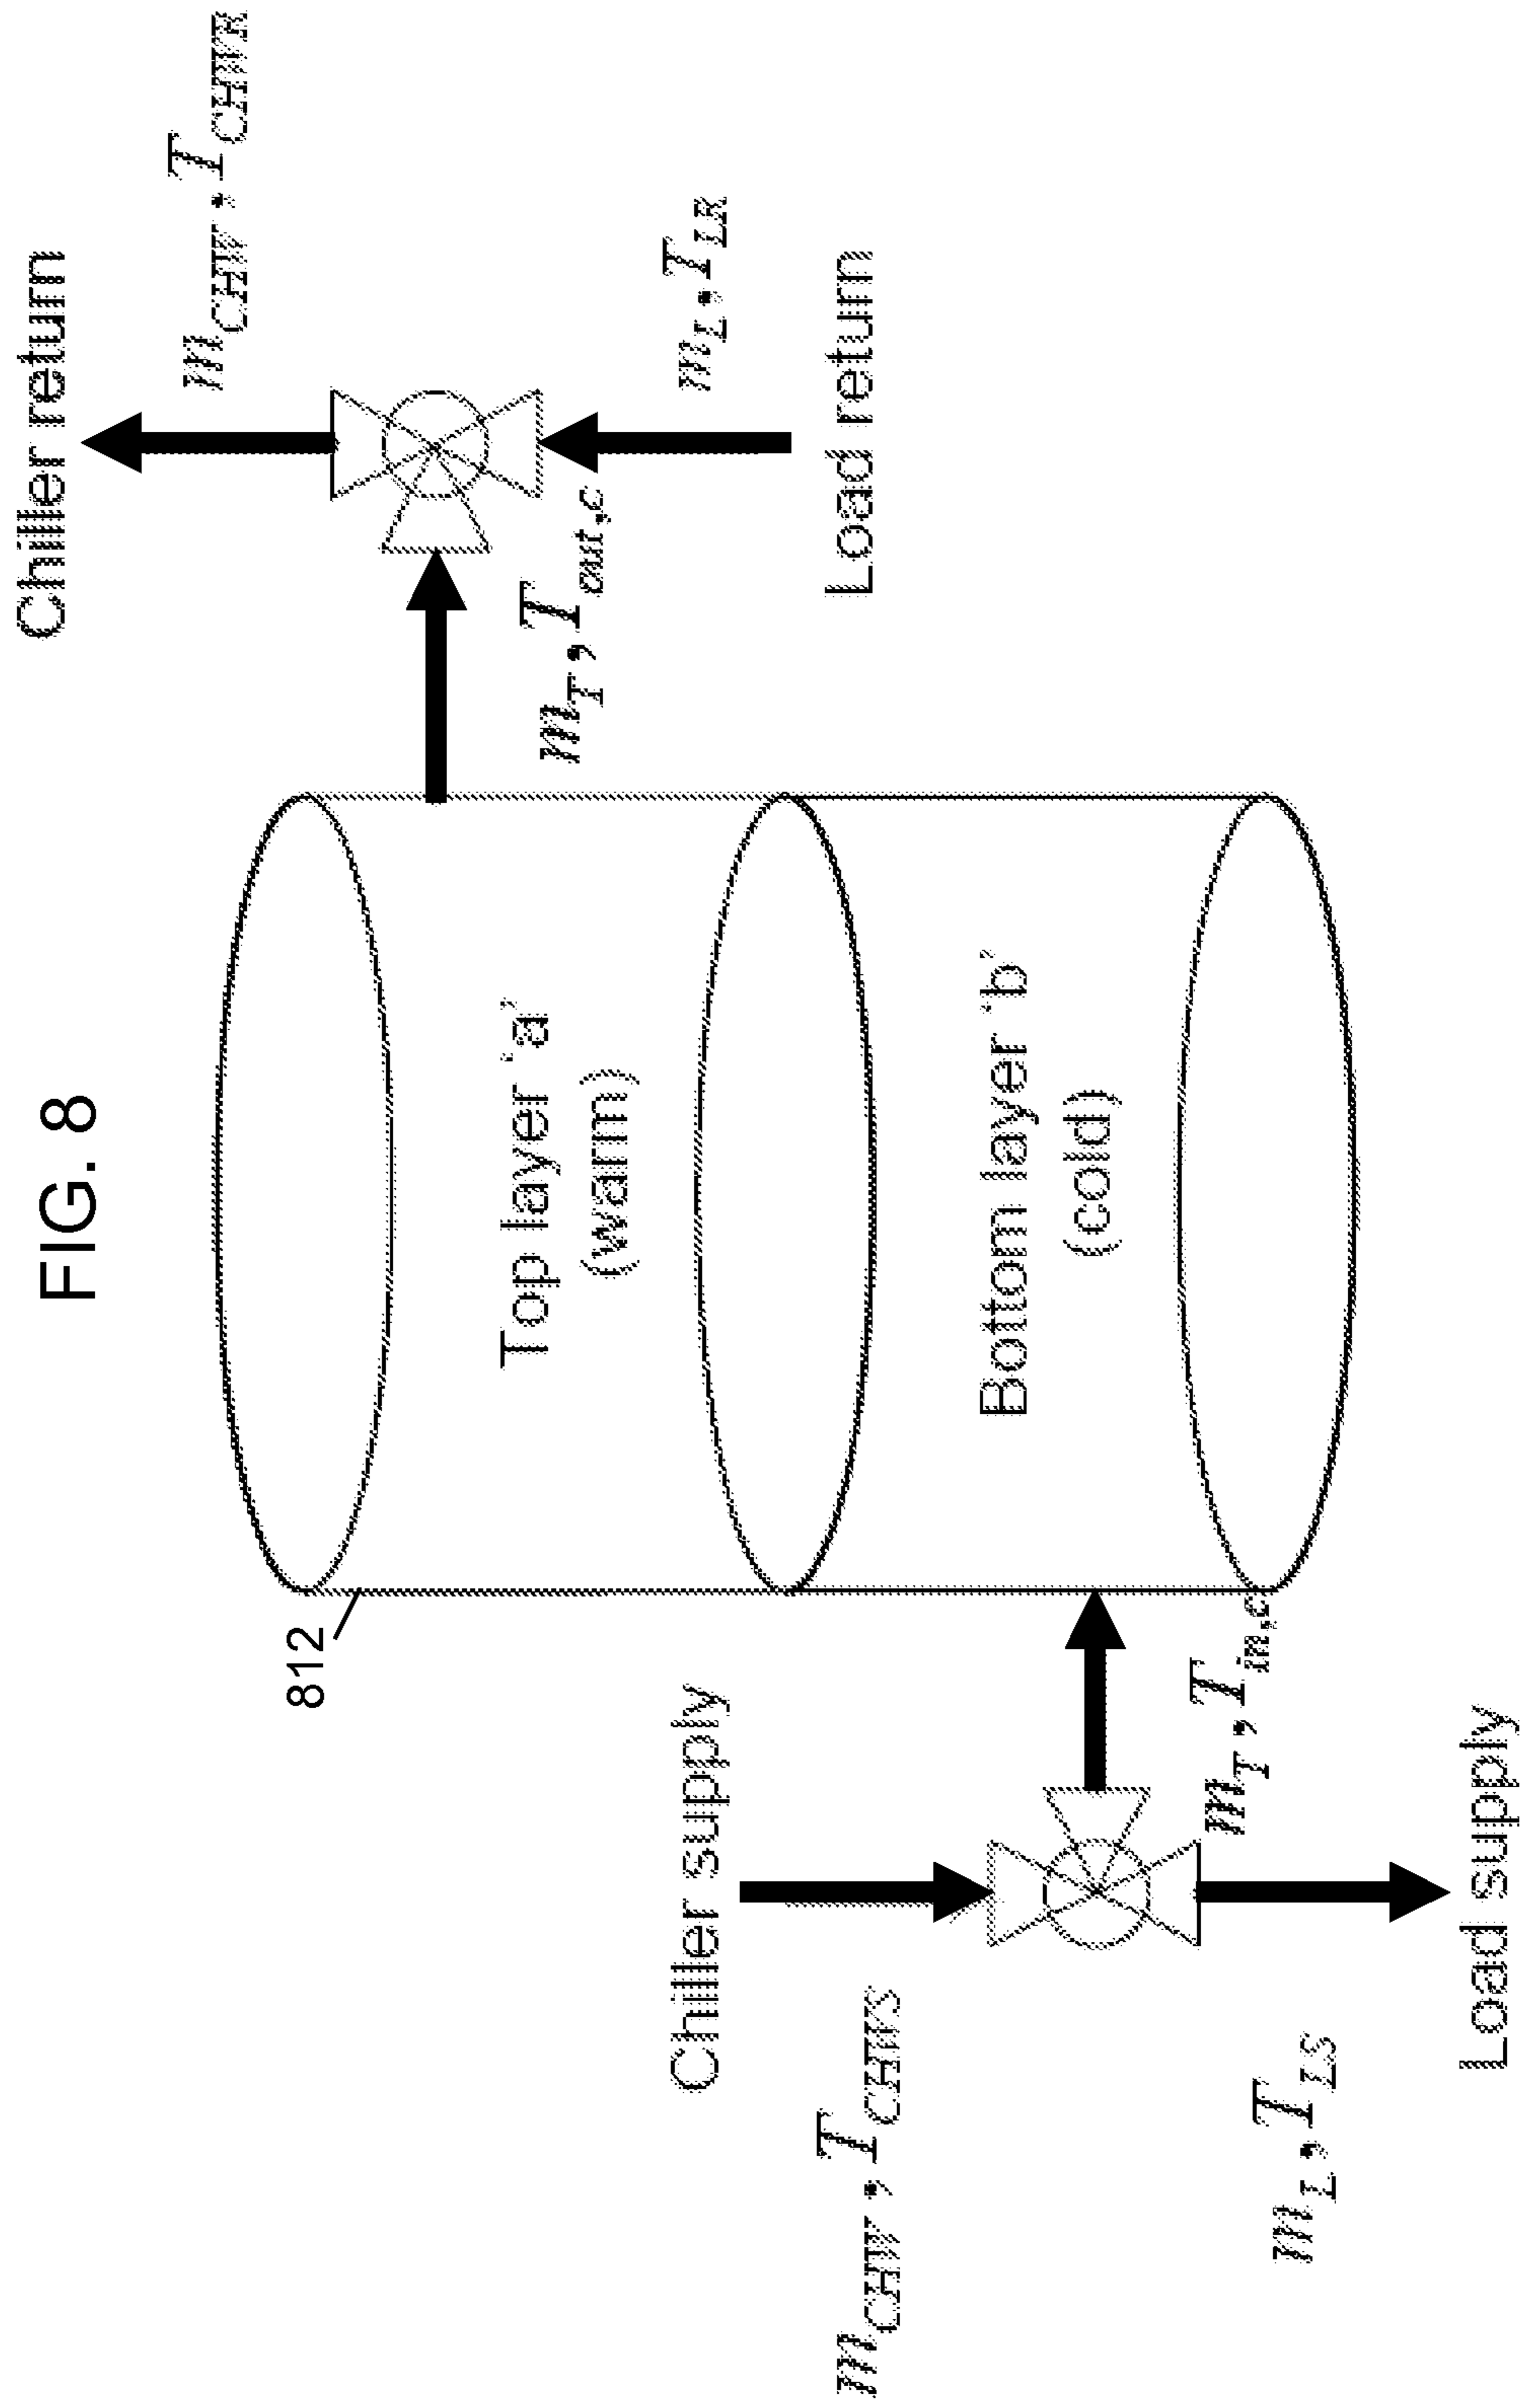 FIG. 8
Chiller return
m_CHW, T_CHWR
m_T, T_out,c
m_L, T_LR
Load return
812
Top layer 'a'
(warm)
Bottom layer 'b'
(cold)
Chiller supply
m_CHW, T_CHWS
m_T, T_in,c
m_L, T_LS
Load supply